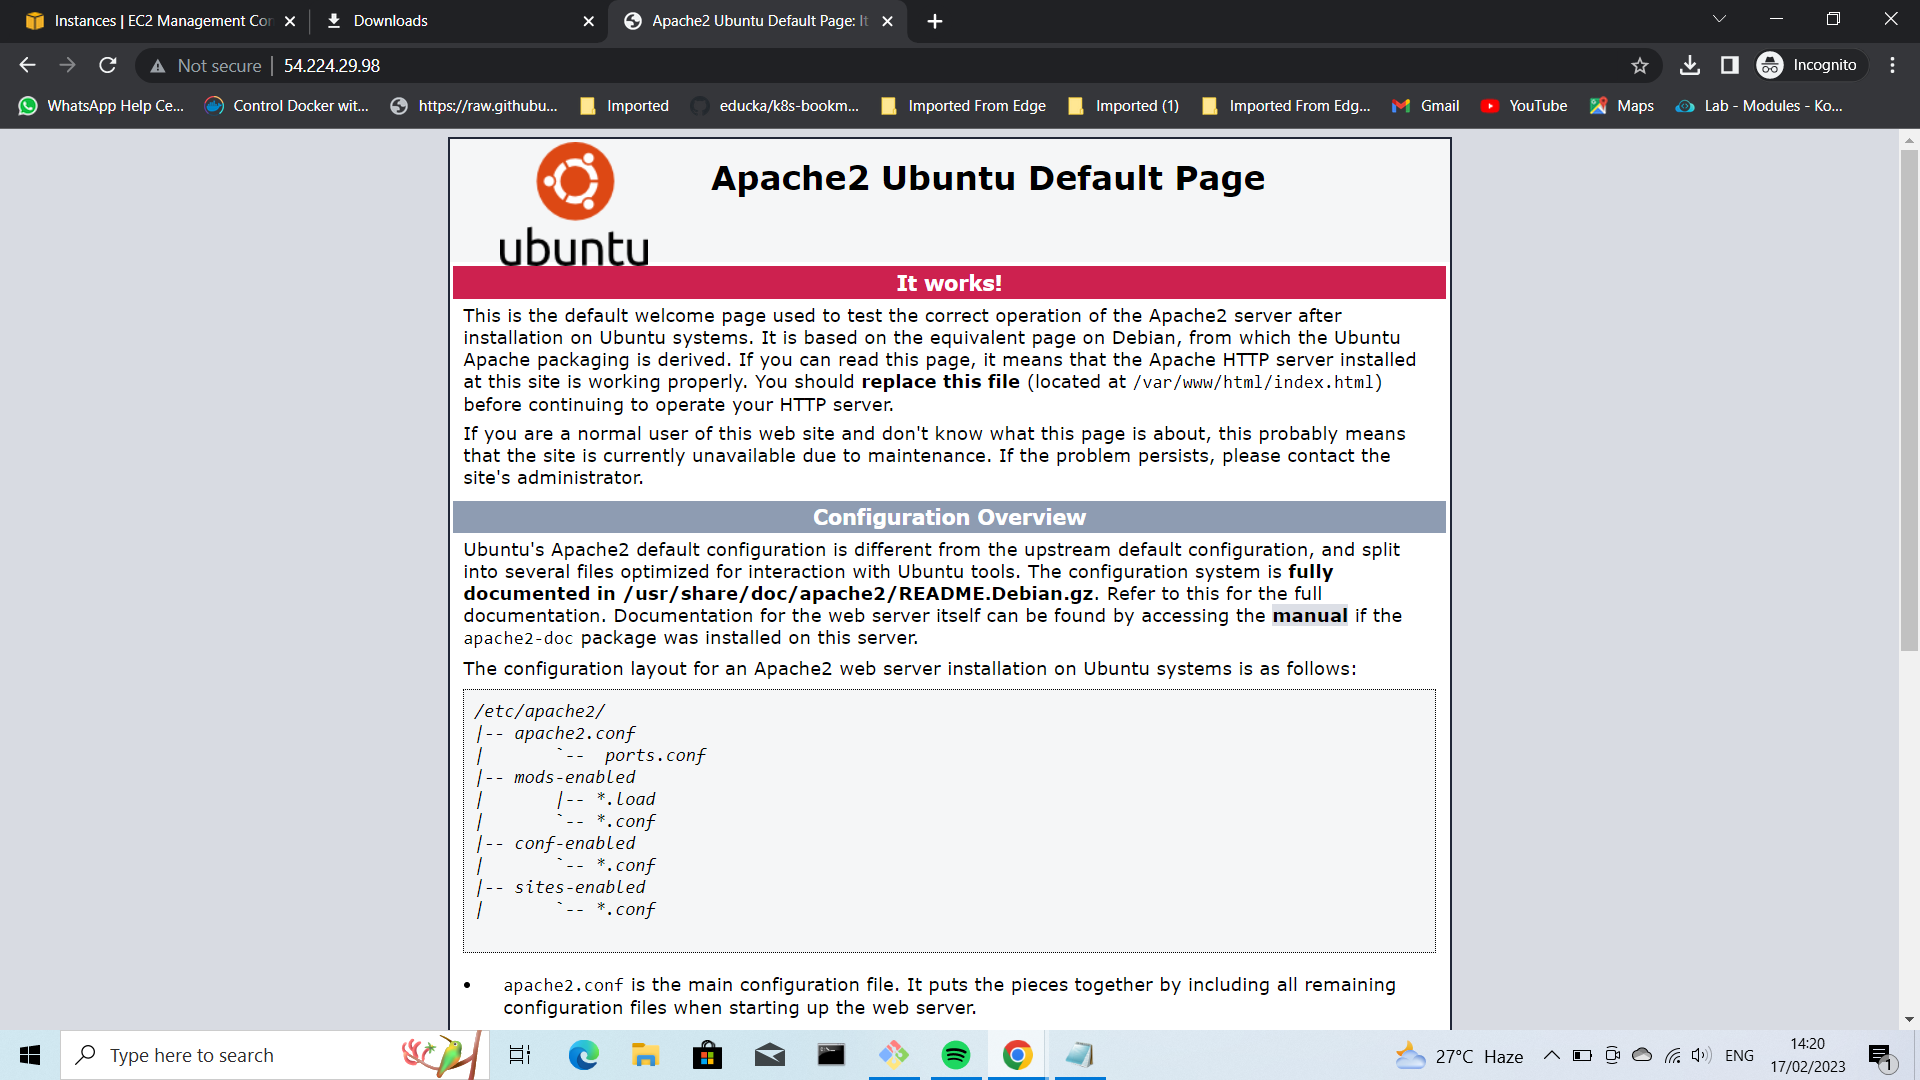 Instances | EC2 Management Con
Downloads
Apache2 Ubuntu Default Page: It
Not secure
54.224.29.98
Incognito
WhatsApp Help Ce...
Control Docker wit...
https://raw.githubu...
Imported
educka/k8s-bookm...
Imported From Edge
Imported (1)
Imported From Edg...
Gmail
YouTube
Maps
Lab - Modules - Ko...
ubuntu
Apache2 Ubuntu Default Page
It works!
This is the default welcome page used to test the correct operation of the Apache2 server after
installation on Ubuntu systems. It is based on the equivalent page on Debian, from which the Ubuntu
Apache packaging is derived. If you can read this page, it means that the Apache HTTP server installed
at this site is working properly. You should replace this file (located at /var/www/html/index.html)
before continuing to operate your HTTP server.
If you are a normal user of this web site and don't know what this page is about, this probably means
that the site is currently unavailable due to maintenance. If the problem persists, please contact the
site's administrator.
Configuration Overview
Ubuntu's Apache2 default configuration is different from the upstream default configuration, and split
into several files optimized for interaction with Ubuntu tools. The configuration system is fully
documented in /usr/share/doc/apache2/README.Debian.gz. Refer to this for the full
documentation. Documentation for the web server itself can be found by accessing the manual if the
apache2-doc package was installed on this server.
The configuration layout for an Apache2 web server installation on Ubuntu systems is as follows:
/etc/apache2/
|-- apache2.conf
|       `--  ports.conf
|-- mods-enabled
|       |-- *.load
|       `-- *.conf
|-- conf-enabled
|       `-- *.conf
|-- sites-enabled
|       `-- *.conf
• apache2.conf is the main configuration file. It puts the pieces together by including all remaining
configuration files when starting up the web server.
Type here to search
27°C Haze
ENG
14:20
17/02/2023
1